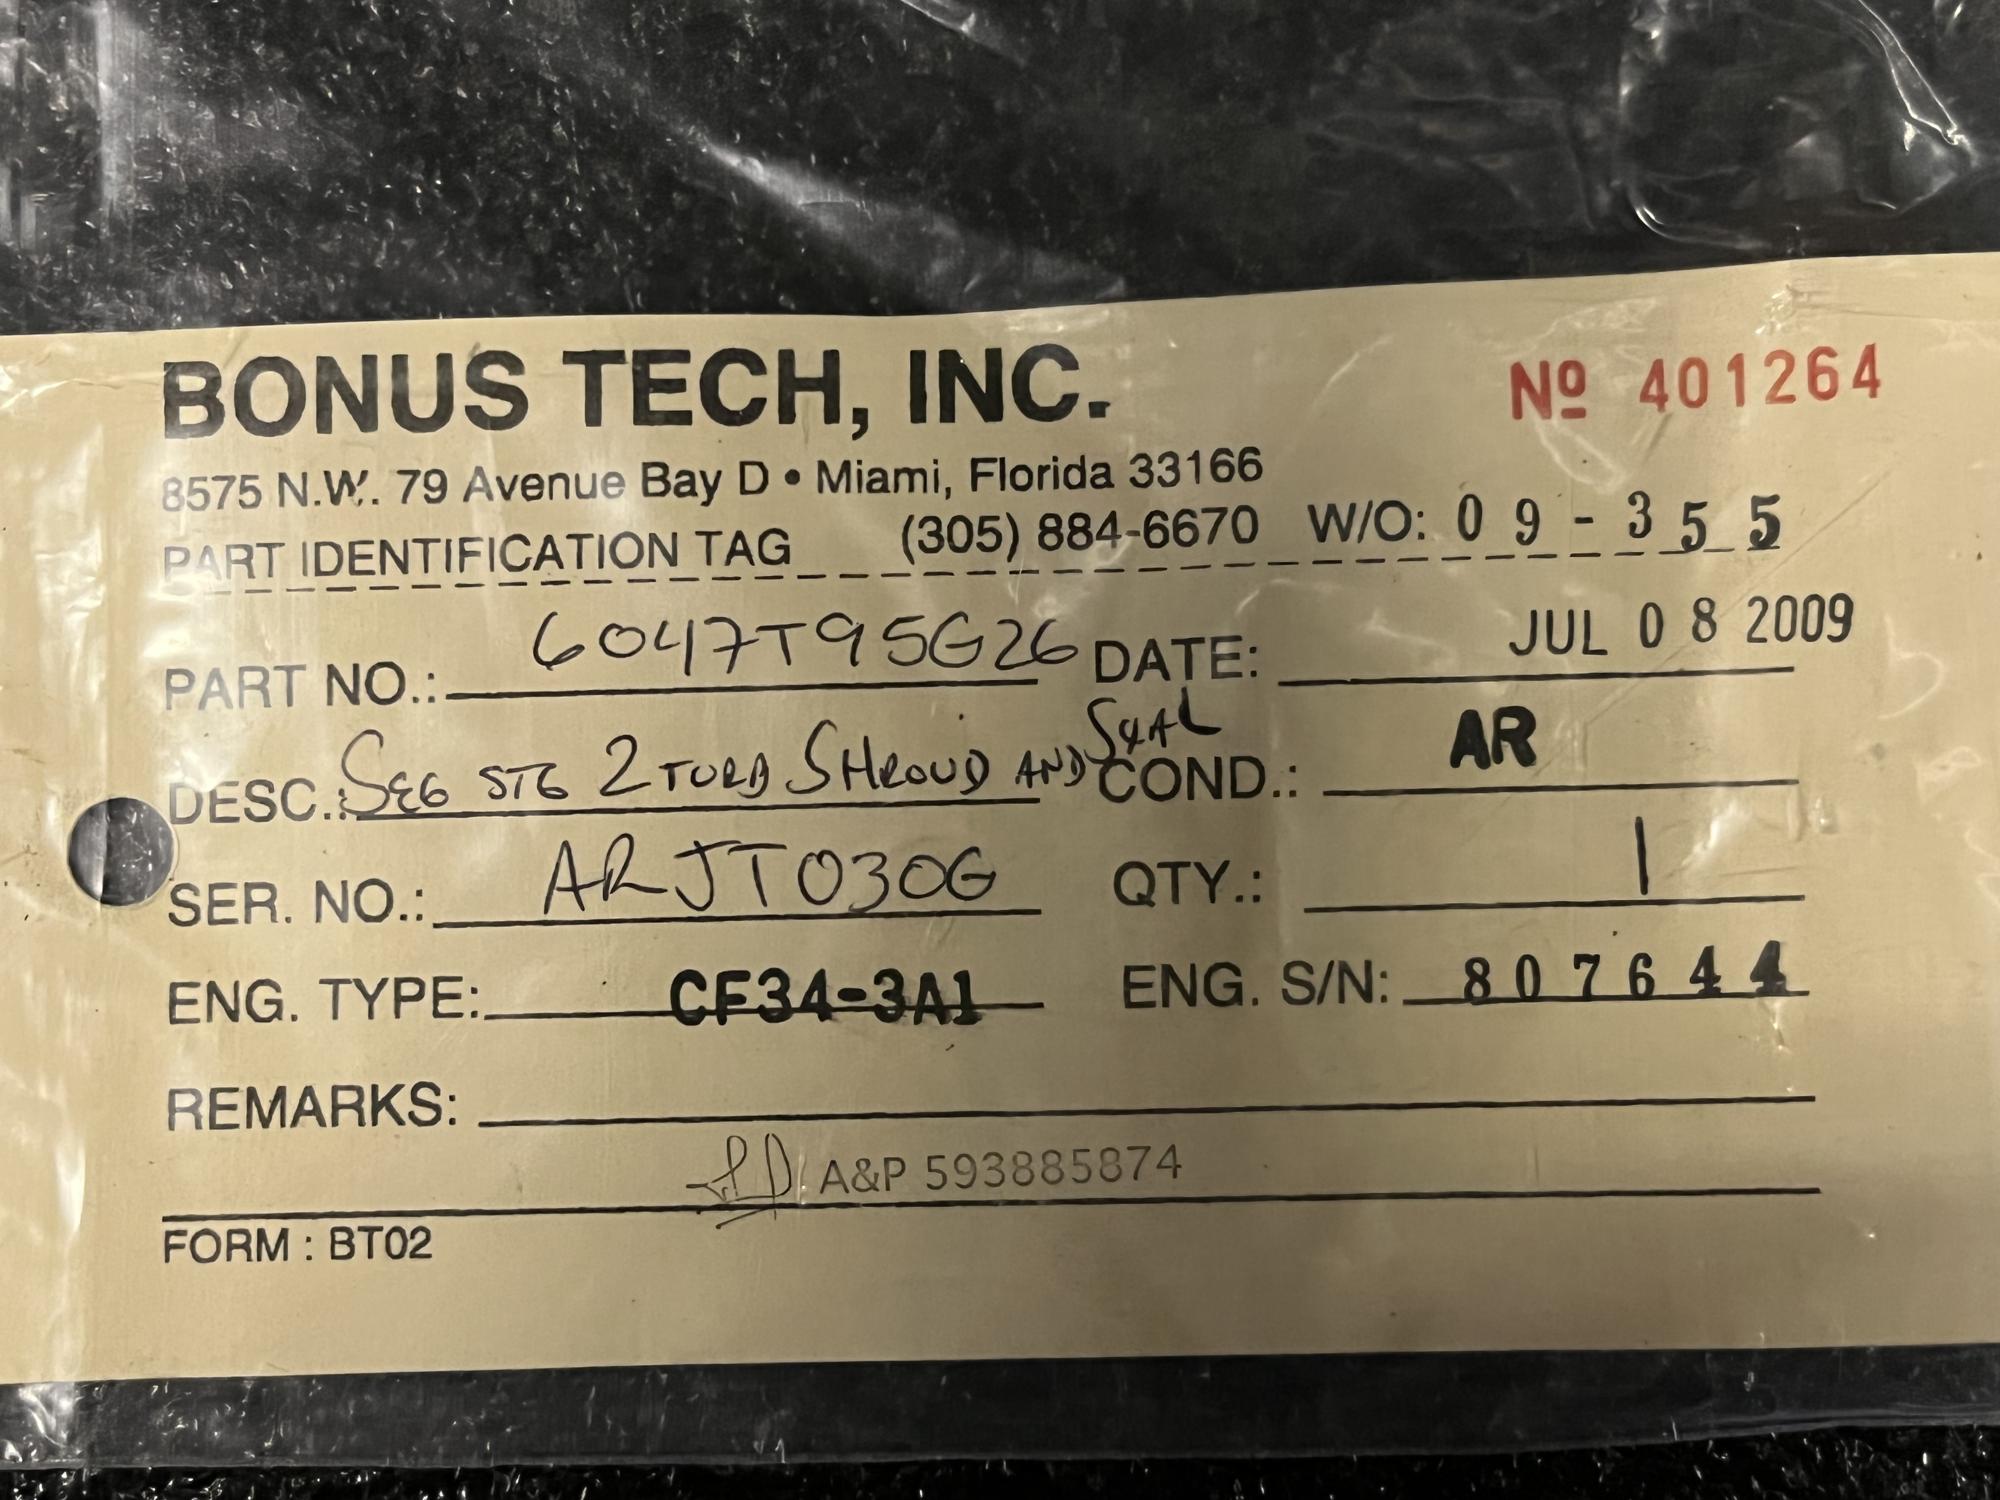 BONUS TECH, INC.
Nº 401264
8575 N.W. 79 Avenue Bay D • Miami, Florida 33166
PART IDENTIFICATION TAG (305) 884-6670 W/O: 09-355
PART NO.: 6047T95G26 DATE: JUL 08 2009
DESC.: SEG STG 2 TURB SHROUD AND SEAL COND.: AR
SER. NO.: ARJT030G QTY.: 1
ENG. TYPE: CF34-3A1 ENG. S/N: 807644
REMARKS:
A&P 593885874
FORM : BT02